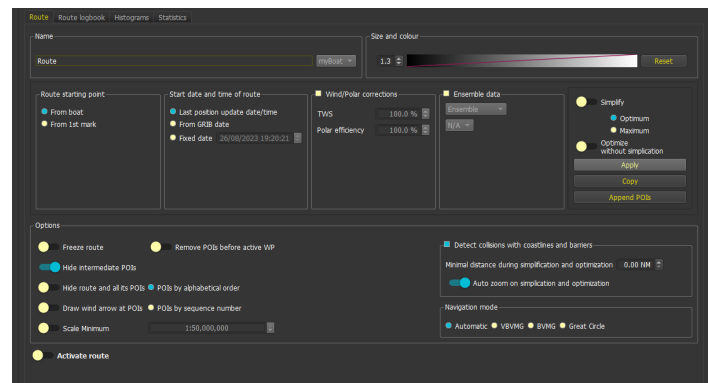 Route Route logbook Histograms Statistics
Name
Size and colour
Route
myBoat
1.3
Reset
Route starting point
From boat
From 1st mark
Start date and time of route
Last position update date/time
From GRIB date
Fixed date 26/08/2023 19:20:21
Wind/Polar corrections
TWS 100.0 %
Polar efficiency 100.0 %
Ensemble data
Ensemble
N/A
Simplify
Optimum
Maximum
Optimize
without simplication
Apply
Copy
Append POIs
Options
Freeze route
Remove POIs before active WP
Hide intermediate POIs
Hide route and all its POIs
POIs by alphabetical order
Draw wind arrow at POIs
POIs by sequence number
Scale Minimum
1:50,000,000
Detect collisions with coastlines and barriers
Minimal distance during simplification and optimization 0.00 NM
Auto zoom on simplication and optimization
Navigation mode
Automatic VBVMG BVMG Great Circle
Activate route